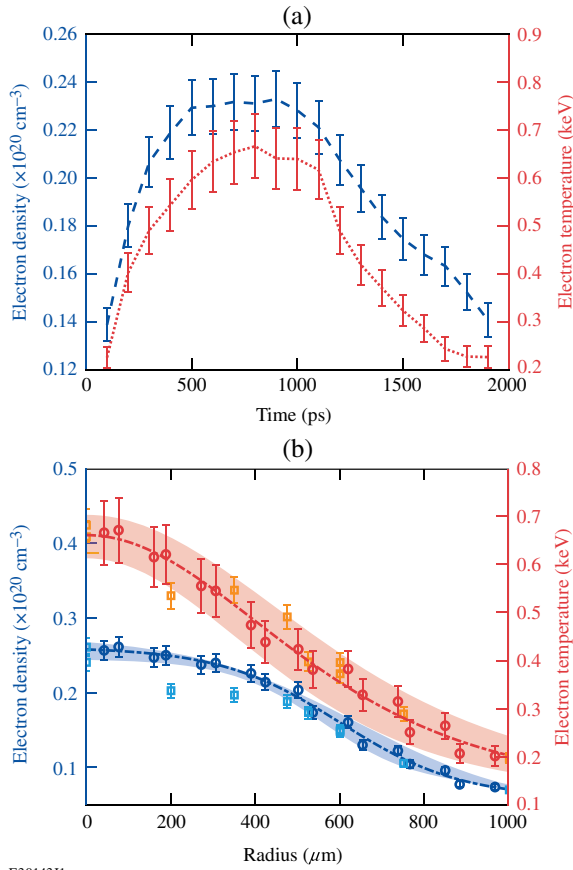 (a)
0.26
0.24
0.22
0.20
0.18
0.16
0.14
0.12
Electron density (×10²⁰ cm⁻³)
0.9
0.8
0.7
0.6
0.5
0.4
0.3
0.2
Electron temperature (keV)
0 500 1000 1500 2000
Time (ps)
(b)
0.5
0.4
0.3
0.2
0.1
Electron density (×10²⁰ cm⁻³)
0.8
0.7
0.6
0.5
0.4
0.3
0.2
0.1
Electron temperature (keV)
0 200 400 600 800 1000
Radius (μm)